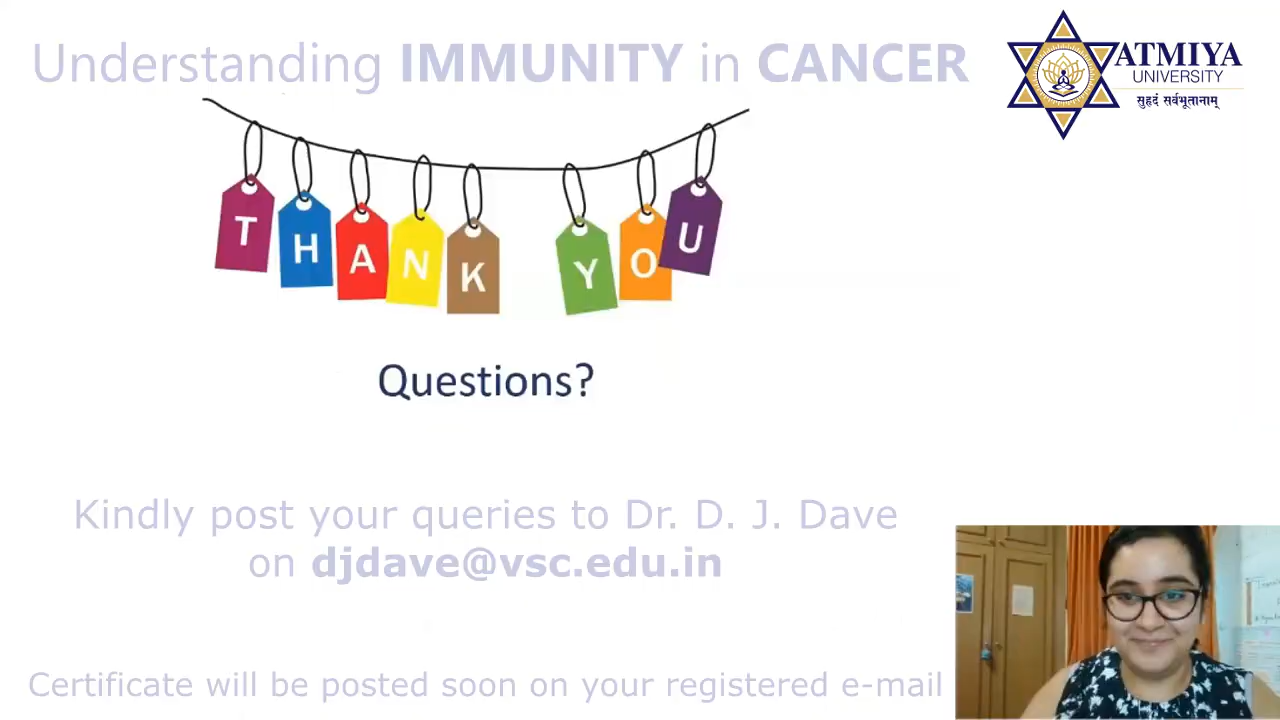 Understanding IMMUNITY in CANCER
ATMIYA
UNIVERSITY
सुहृदं सर्वभूतानाम्
THANK YOU
Questions?
Kindly post your queries to Dr. D. J. Dave
on djdave@vsc.edu.in
Certificate will be posted soon on your registered e-mail